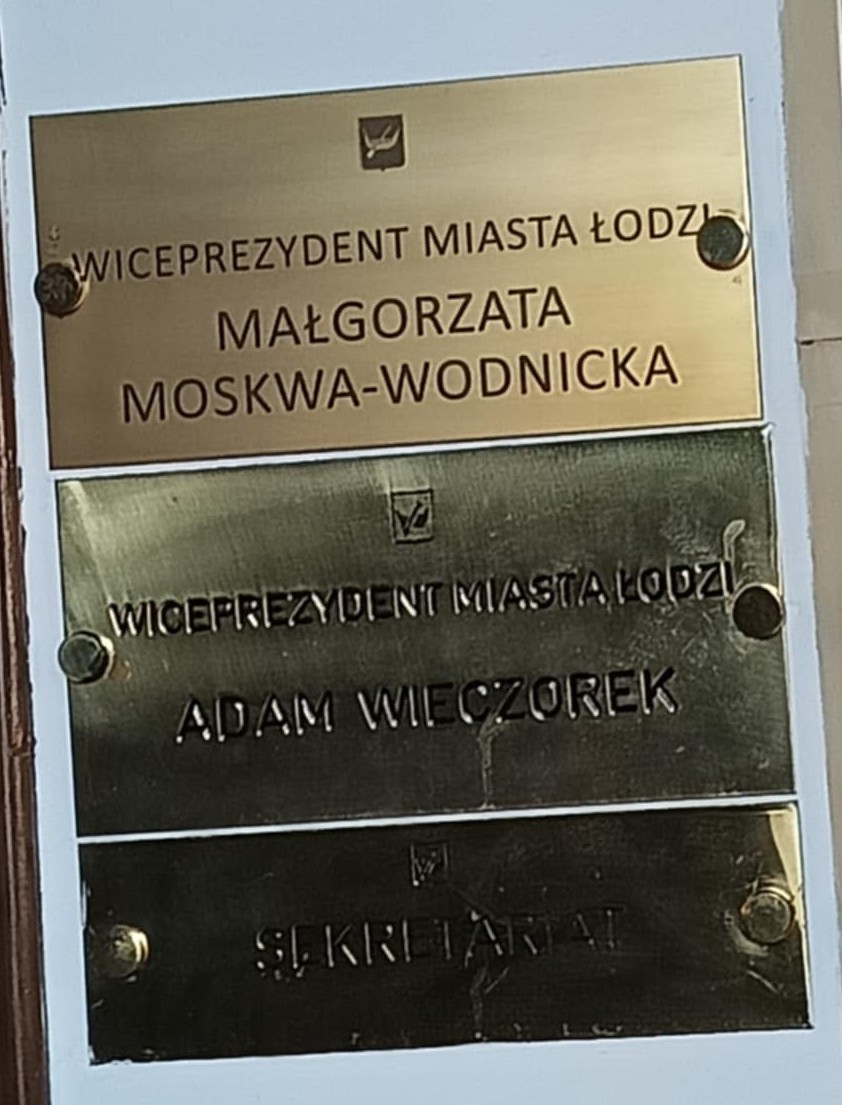 WICEPREZYDENT MIASTA ŁODZI
MAŁGORZATA
MOSKWA-WODNICKA
WICEPREZYDENT MIASTA ŁODZI
ADAM WIECZOREK
SEKRETARIAT